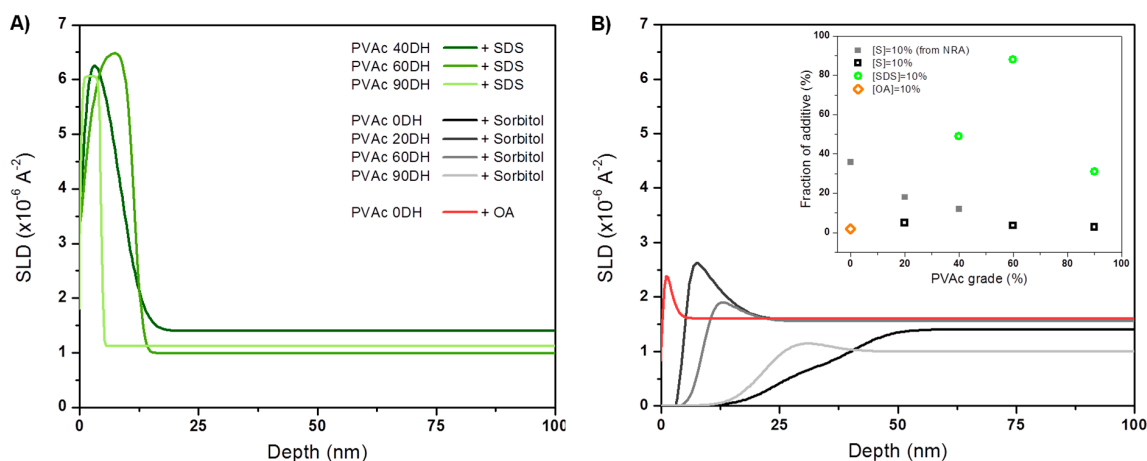 A)
7
6
5
4
3
2
1
0
SLD (x10⁻⁶ A⁻²)
0 25 50 75 100
Depth (nm)
PVAc 40DH + SDS
PVAc 60DH + SDS
PVAc 90DH + SDS
PVAc 0DH + Sorbitol
PVAc 20DH + Sorbitol
PVAc 60DH + Sorbitol
PVAc 90DH + Sorbitol
PVAc 0DH + OA
B)
7
6
5
4
3
2
1
0
SLD (x10⁻⁶ A⁻²)
0 25 50 75 100
Depth (nm)
100
80
60
40
20
0
Fraction of additive (%)
[S]=10% (from NRA)
[S]=10%
[SDS]=10%
[OA]=10%
0 20 40 60 80 100
PVAc grade (%)